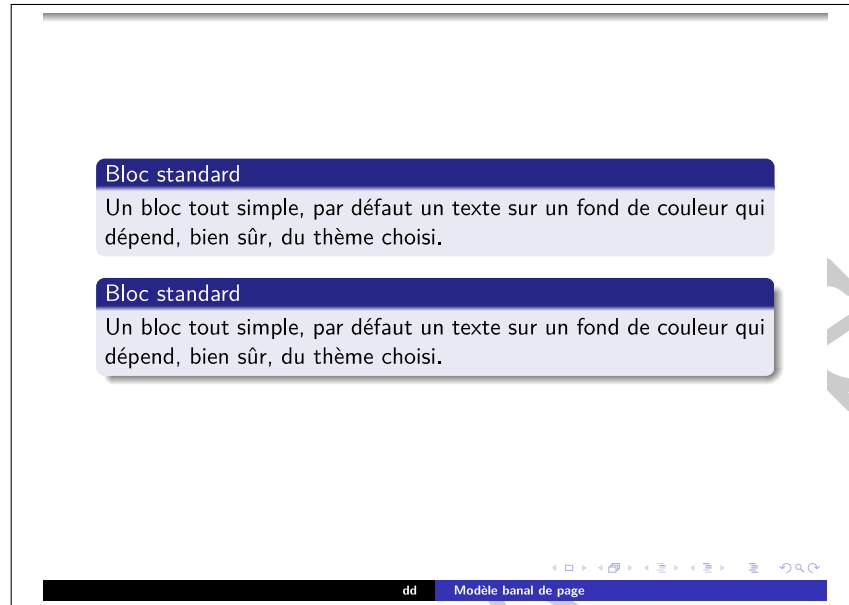 Bloc standard
Un bloc tout simple, par défaut un texte sur un fond de couleur qui
dépend, bien sûr, du thème choisi.
Bloc standard
Un bloc tout simple, par défaut un texte sur un fond de couleur qui
dépend, bien sûr, du thème choisi.
dd Modèle banal de page